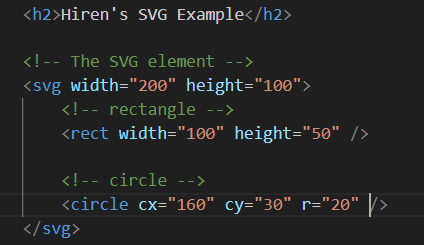 <h2>Hiren's SVG Example</h2>
<!-- The SVG element -->
<svg width="200" height="100">
<!-- rectangle -->
<rect width="100" height="50" />
<!-- circle -->
<circle cx="160" cy="30" r="20" />
</svg>